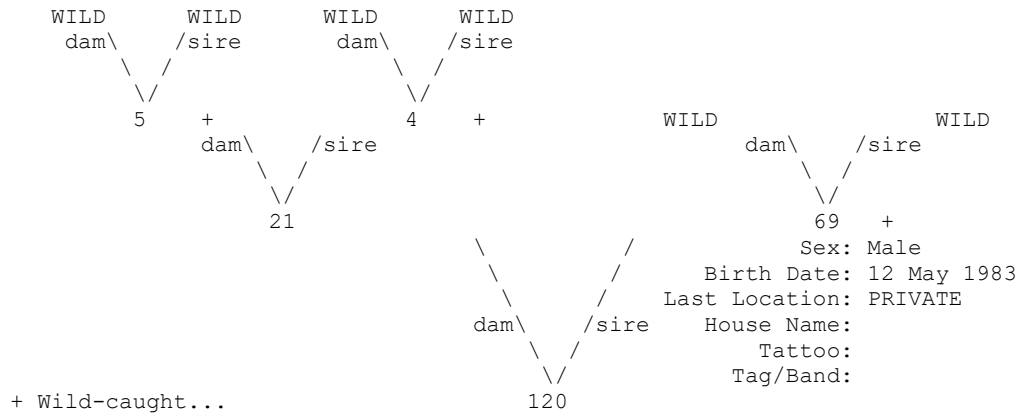 WILD WILD WILD WILD
dam\ /sire dam\ /sire
\ / \ /
\/ \/
5 + 4 + WILD WILD
dam\ /sire dam\ /sire
\ / \ /
\/ \/
21 69 +
\ / Sex: Male
\ / Birth Date: 12 May 1983
\ / Last Location: PRIVATE
dam\ /sire House Name:
\ / Tattoo:
\/ Tag/Band:
+ Wild-caught... 120